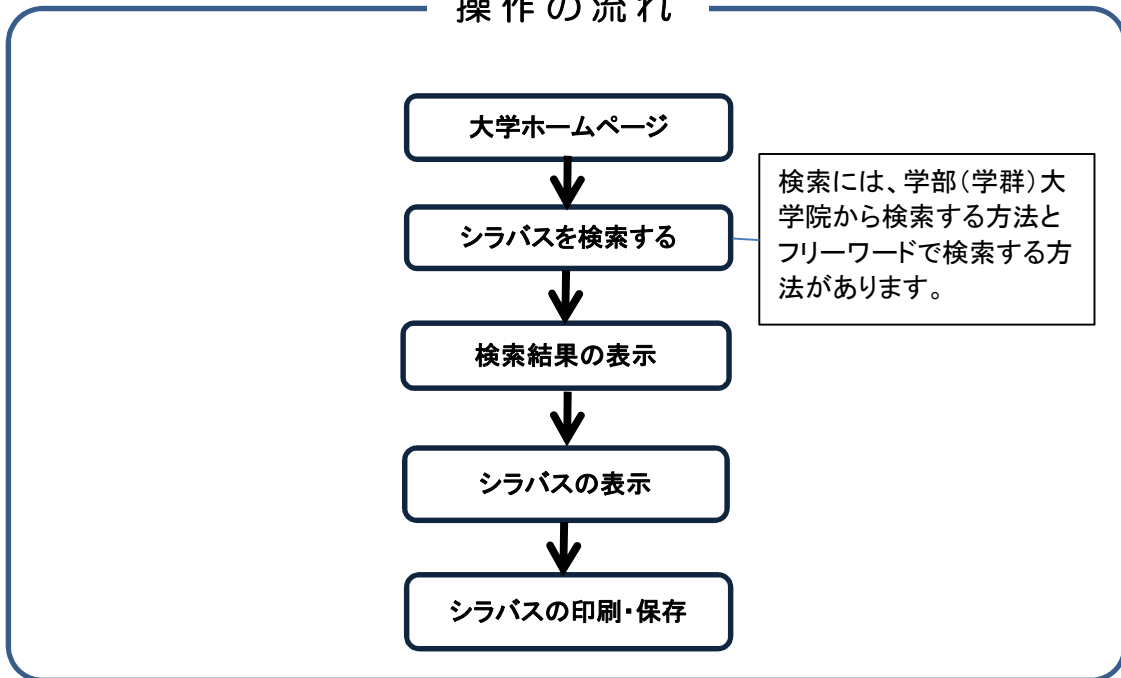 操作の流れ
大学ホームページ
シラバスを検索する
検索には、学部（学群）大
学院から検索する方法と
フリーワードで検索する方
法があります。
検索結果の表示
シラバスの表示
シラバスの印刷・保存